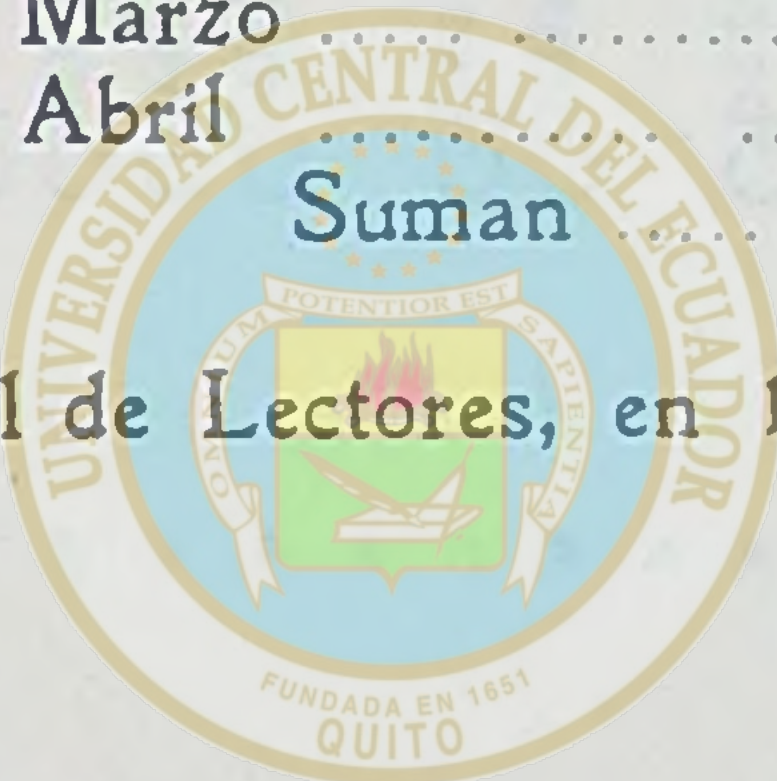 Marzo ..... ..........
Abril ............. ..
Suman ......
l de Lectores, en l
UNIVERSIDAD CENTRAL DEL ECUADOR
OMNIUM POTENTIOR EST SAPIENTIA
FUNDADA EN 1651
QUITO